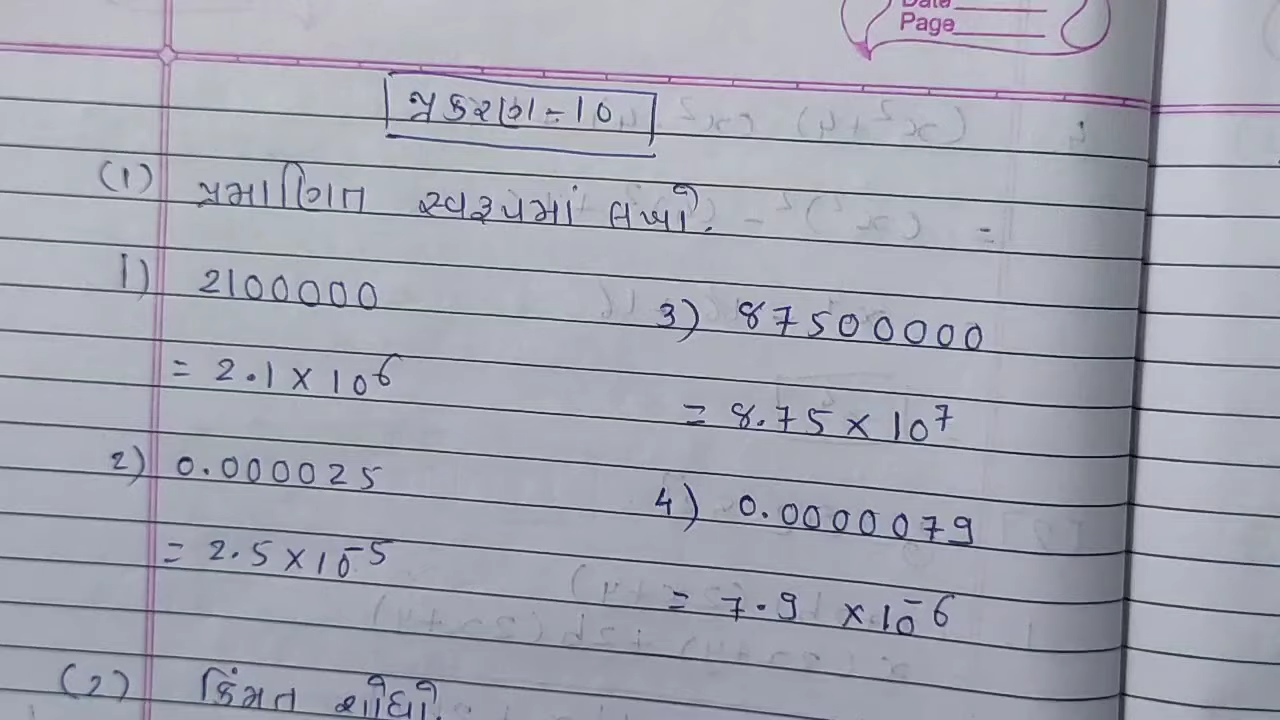 Date
Page
પ્રકરણ = 10
(1) પ્રમાણિત સ્વરૂપમાં લખો.
1) 2100000
= 2.1 × 10⁶
2) 0.000025
= 2.5 × 10⁻⁵
3) 87500000
= 8.75 × 10⁷
4) 0.0000079
= 7.9 × 10⁻⁶
(2) કિંમત શોધો.